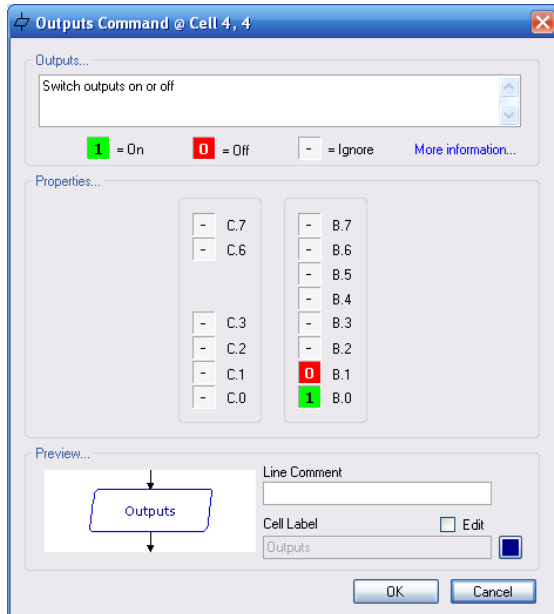 Outputs Command @ Cell 4, 4
Outputs...
Switch outputs on or off
1 = On 0 = Off - = Ignore More information...
Properties...
- C.7 - B.7
- C.6 - B.6
- B.5
- B.4
- C.3 - B.3
- C.2 - B.2
- C.1 0 B.1
- C.0 1 B.0
Preview...
Outputs
Line Comment
Cell Label Edit
Outputs
OK Cancel